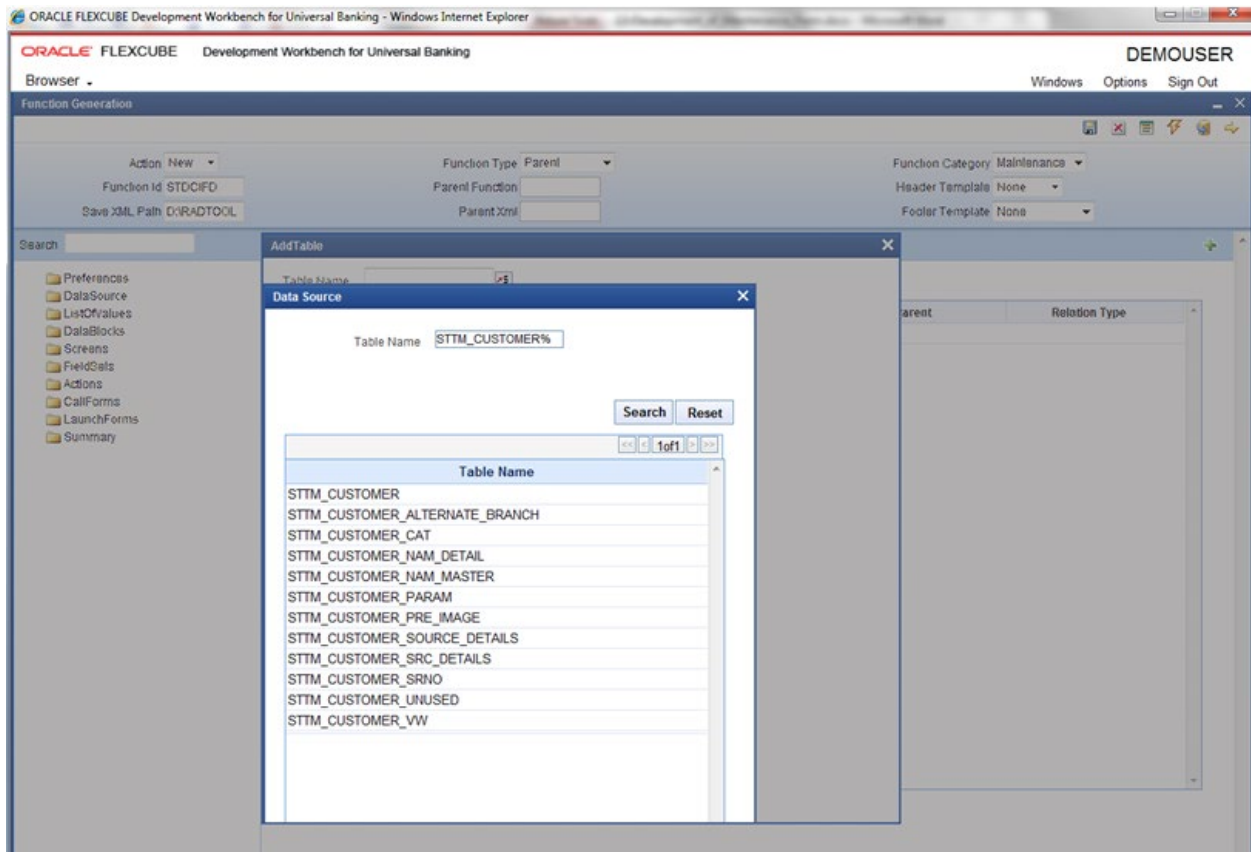 ORACLE FLEXCUBE Development Workbench for Universal Banking - Windows Internet Explorer
ORACLE FLEXCUBE Development Workbench for Universal Banking DEMOUSER
Browser Windows Options Sign Out
Function Generation
Action New Function Type Parent Function Category Maintenance
Function Id STDCIFD Parent Function Header Template None
Save XML Path D:\RADTOOL Parent Xml Footer Template None
Search AddTable
Preferences
DataSource
ListOfValues
DataBlocks
Screens
FieldSets
Actions
CallForms
LaunchForms
Summary
Table Name
Data Source
arent Relation Type
Table Name STTM_CUSTOMER%
Search Reset
<< < 1of1 > >>
Table Name
STTM_CUSTOMER
STTM_CUSTOMER_ALTERNATE_BRANCH
STTM_CUSTOMER_CAT
STTM_CUSTOMER_NAM_DETAIL
STTM_CUSTOMER_NAM_MASTER
STTM_CUSTOMER_PARAM
STTM_CUSTOMER_PRE_IMAGE
STTM_CUSTOMER_SOURCE_DETAILS
STTM_CUSTOMER_SRC_DETAILS
STTM_CUSTOMER_SRNO
STTM_CUSTOMER_UNUSED
STTM_CUSTOMER_VW